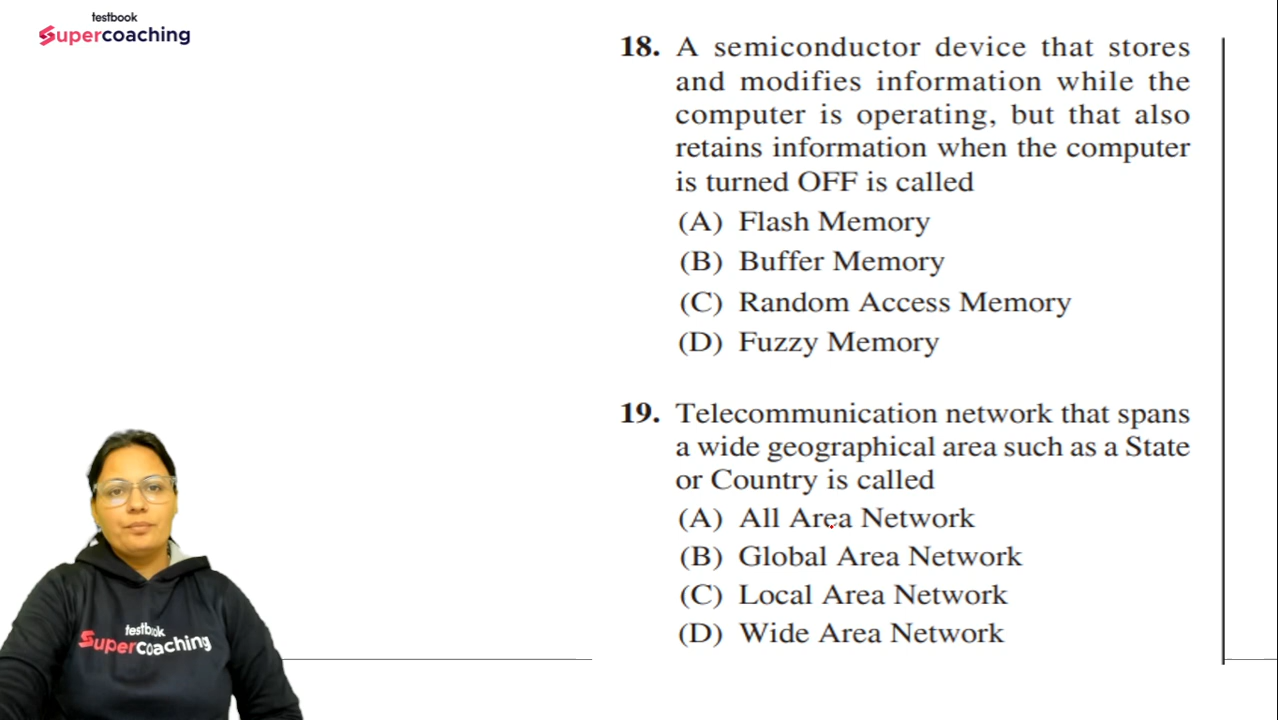 testbook
Supercoaching
18. A semiconductor device that stores
and modifies information while the
computer is operating, but that also
retains information when the computer
is turned OFF is called
(A) Flash Memory
(B) Buffer Memory
(C) Random Access Memory
(D) Fuzzy Memory
19. Telecommunication network that spans
a wide geographical area such as a State
or Country is called
(A) All Area Network
(B) Global Area Network
(C) Local Area Network
(D) Wide Area Network
testbook
Supercoaching